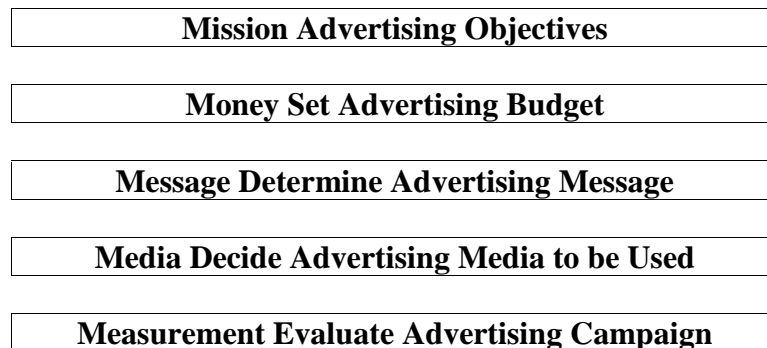 Mission Advertising Objectives
Money Set Advertising Budget
Message Determine Advertising Message
Media Decide Advertising Media to be Used
Measurement Evaluate Advertising Campaign